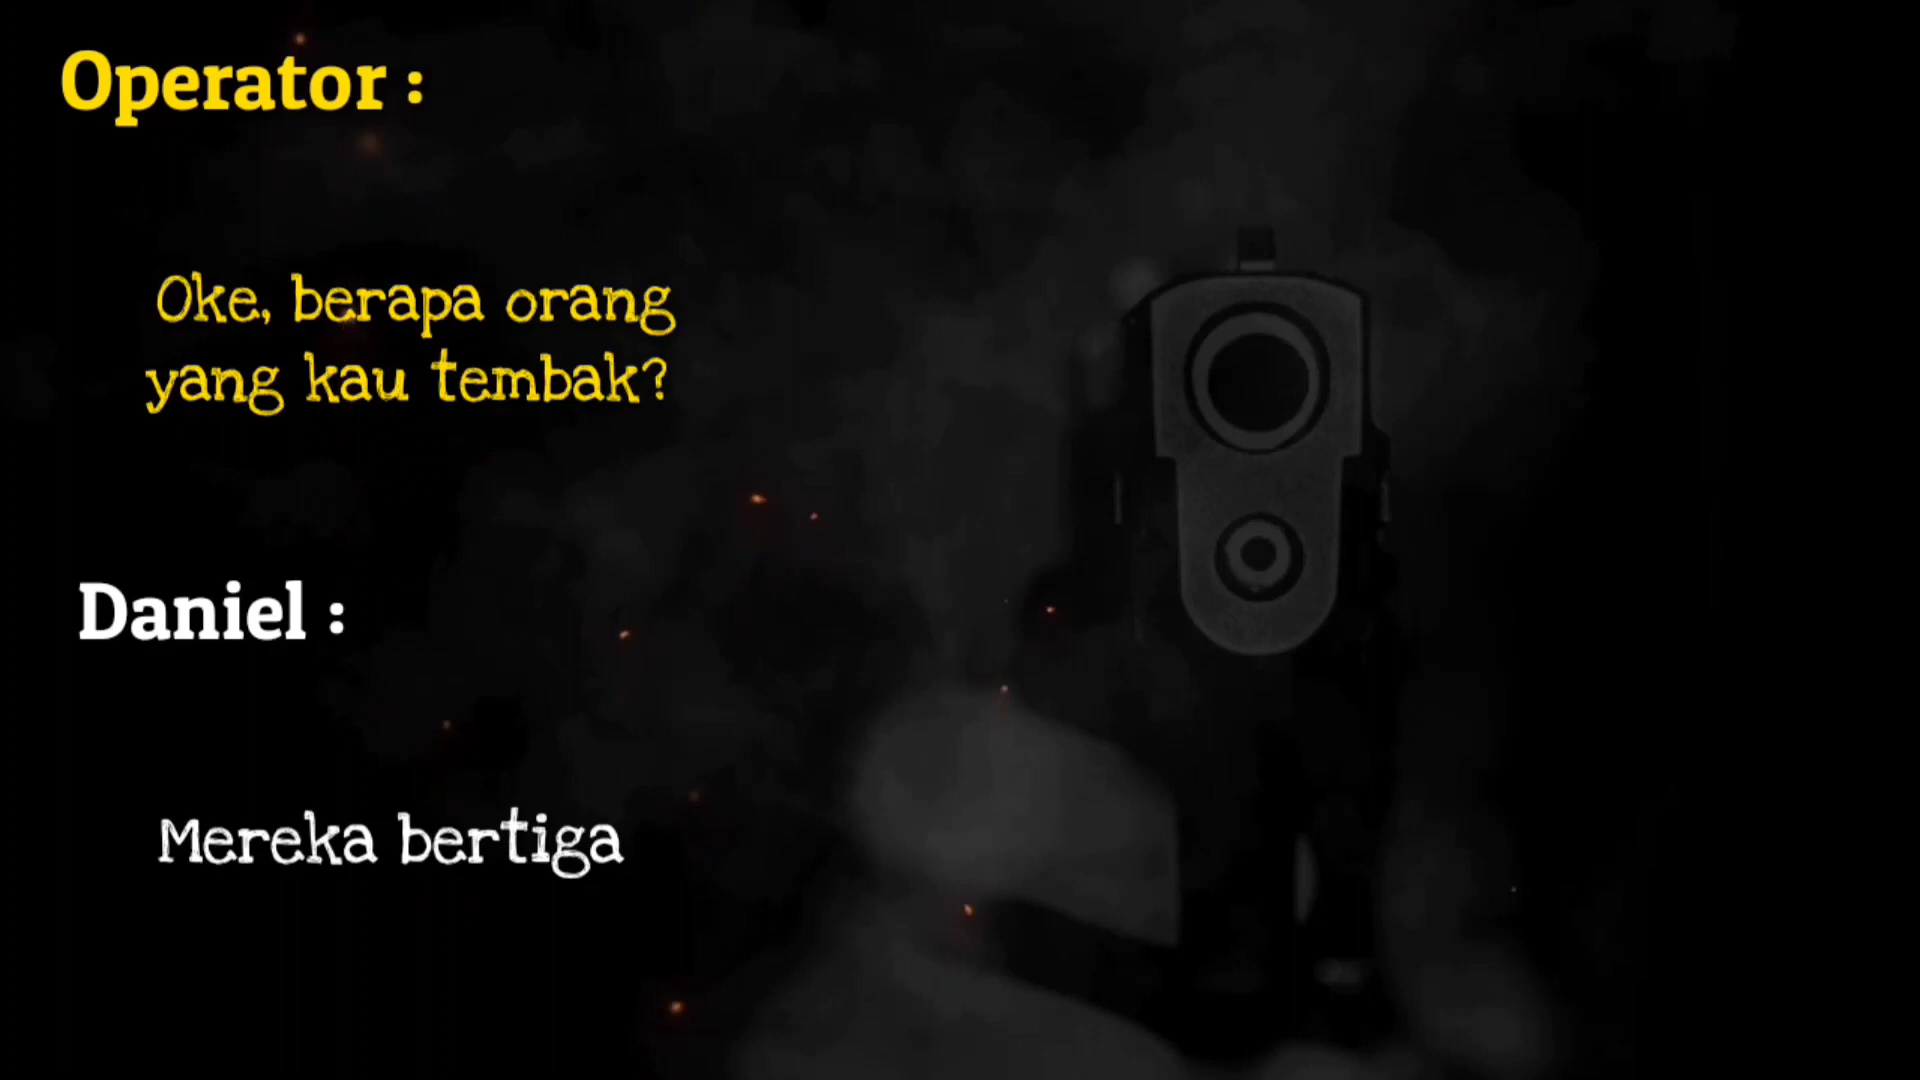 Operator :
Oke, berapa orang
yang kau tembak?
Daniel :
Mereka bertiga